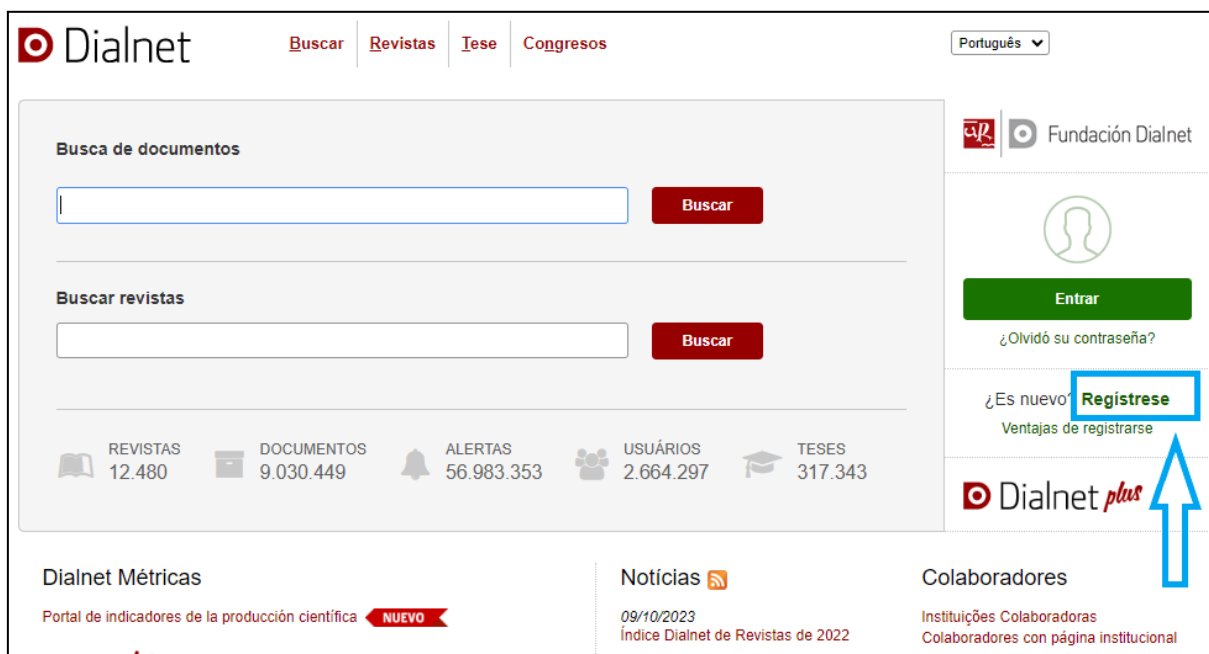 Dialnet
Buscar Revistas Tese Congresos
Português
Busca de documentos
Buscar
Buscar revistas
Buscar
REVISTAS
12.480
DOCUMENTOS
9.030.449
ALERTAS
56.983.353
USUÁRIOS
2.664.297
TESES
317.343
Fundación Dialnet
Entrar
¿Olvidó su contraseña?
¿Es nuevo? Regístrese
Ventajas de registrarse
Dialnet plus
Dialnet Métricas
Portal de indicadores de la producción científica NUEVO
Notícias
09/10/2023
Índice Dialnet de Revistas de 2022
Colaboradores
Instituições Colaboradoras
Colaboradores con página institucional